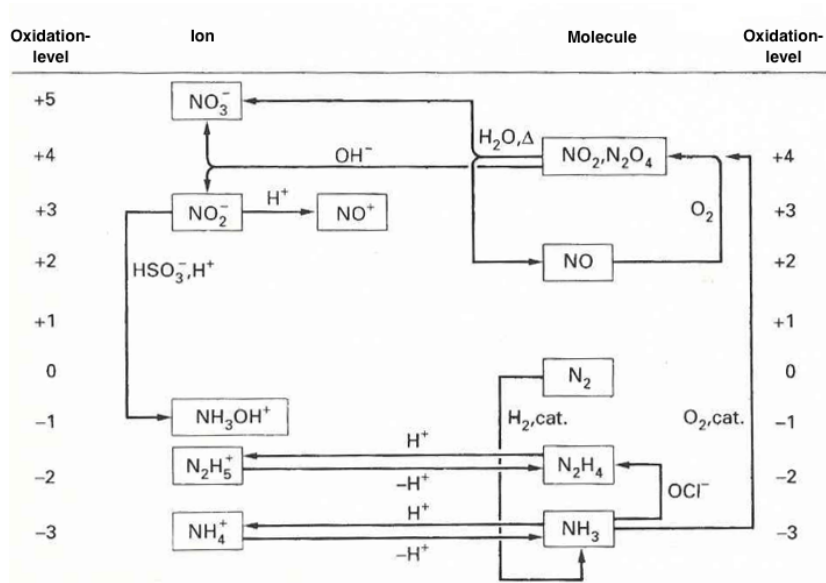 Oxidation-
level
Ion
Molecule
Oxidation-
level
+5
NO₃⁻
H₂O,Δ
+4
OH⁻
NO₂,N₂O₄
+4
+3
NO₂⁻
H⁺
NO⁺
O₂
+3
+2
HSO₃⁻,H⁺
NO
+2
+1
+1
0
N₂
0
−1
NH₃OH⁺
H₂,cat.
O₂,cat.
−1
H⁺
−2
N₂H₅⁺
N₂H₄
−2
−H⁺
OCl⁻
H⁺
−3
NH₄⁺
NH₃
−3
−H⁺